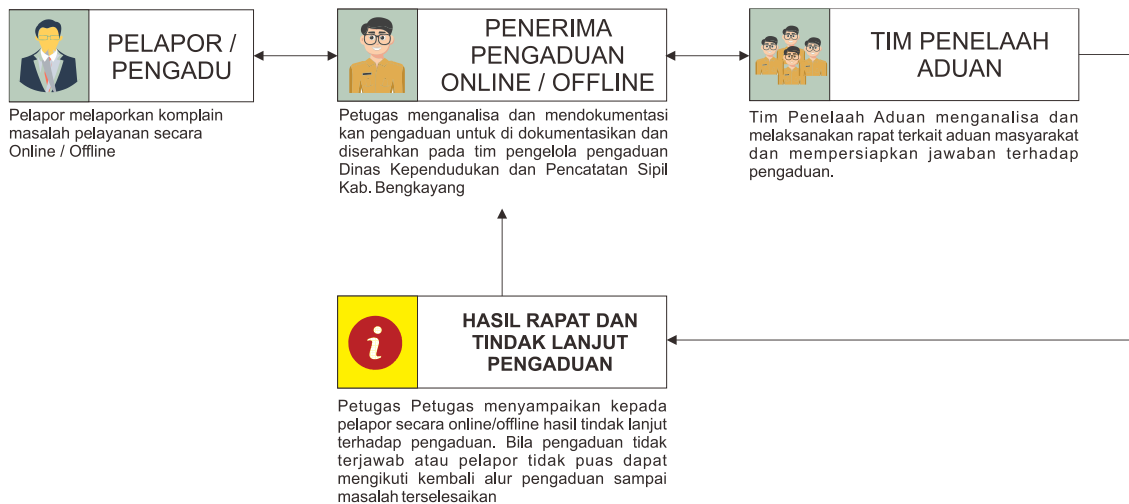 PELAPOR /
PENGADU
Pelapor melaporkan komplain
masalah pelayanan secara
Online / Offline
PENERIMA
PENGADUAN
ONLINE / OFFLINE
Petugas menganalisa dan mendokumentasi
kan pengaduan untuk di dokumentasikan dan
diserahkan pada tim pengelola pengaduan
Dinas Kependudukan dan Pencatatan Sipil
Kab. Bengkayang
TIM PENELAAH
ADUAN
Tim Penelaah Aduan menganalisa dan
melaksanakan rapat terkait aduan masyarakat
dan mempersiapkan jawaban terhadap
pengaduan.
i
HASIL RAPAT DAN
TINDAK LANJUT
PENGADUAN
Petugas Petugas menyampaikan kepada
pelapor secara online/offline hasil tindak lanjut
terhadap pengaduan. Bila pengaduan tidak
terjawab atau pelapor tidak puas dapat
mengikuti kembali alur pengaduan sampai
masalah terselesaikan